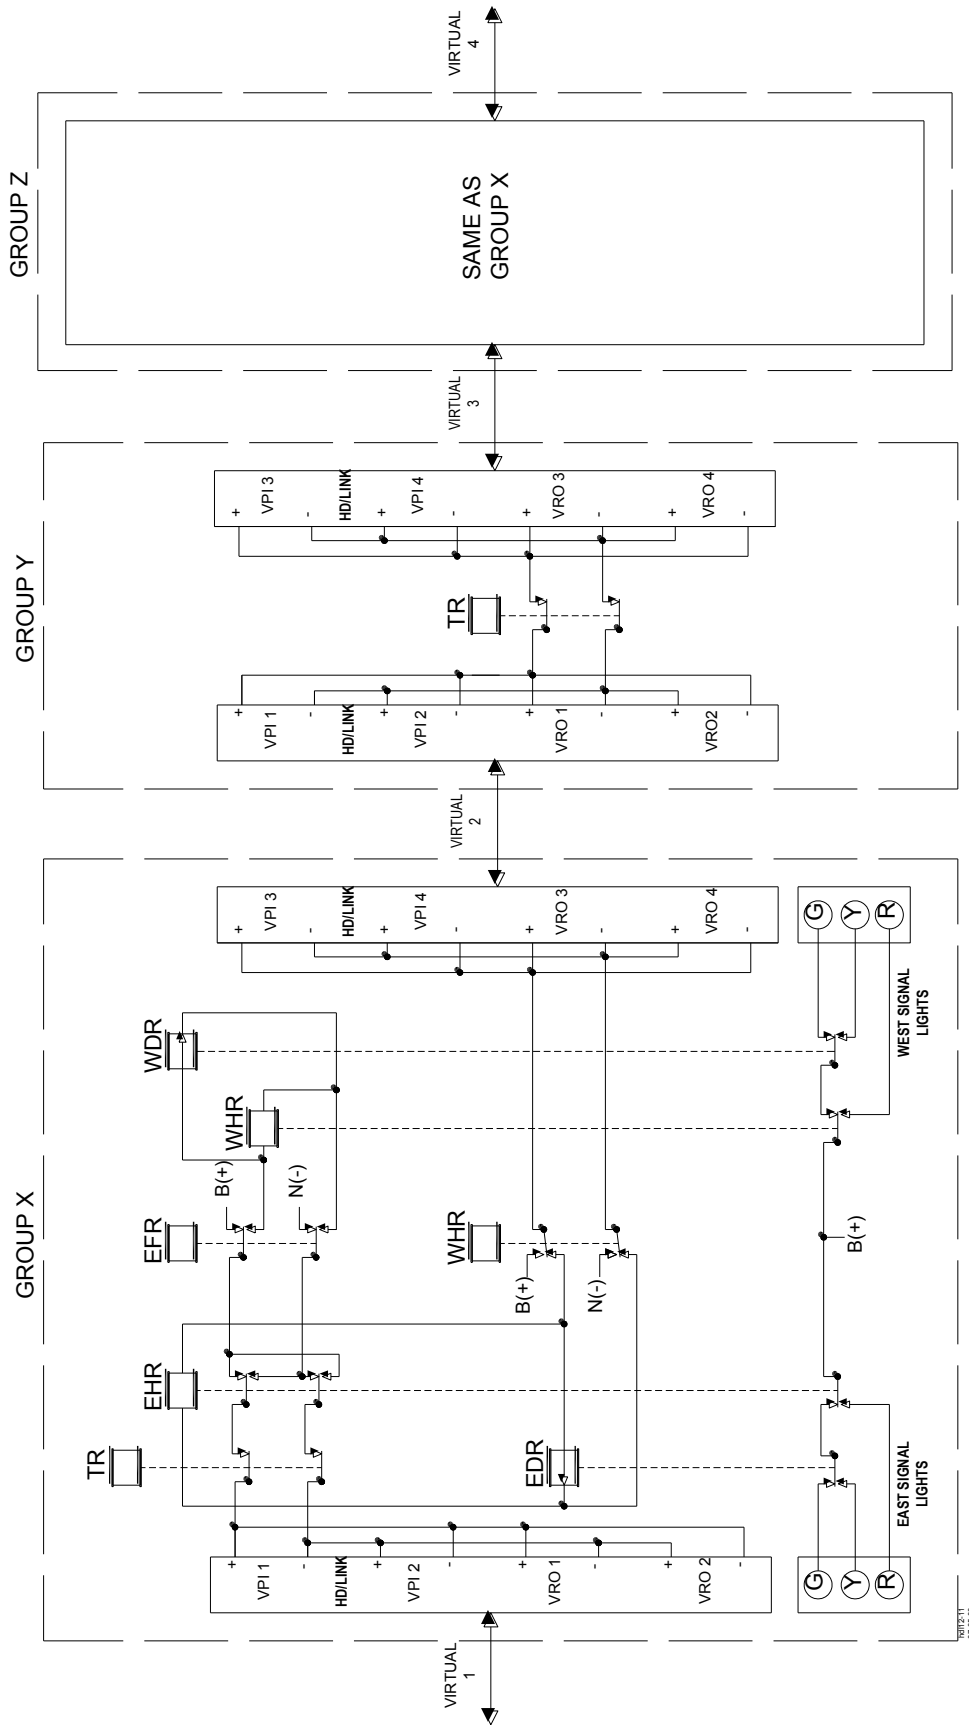 VIRTUAL
4
GROUP Z
SAME AS
GROUP X
VIRTUAL
3
GROUP Y
+
VPI 3
-
HD/LINK
+
VPI 4
-
+
VRO 3
-
+
VRO 4
-
TR
+
VPI 1
-
HD/LINK
+
VPI 2
-
+
VRO 1
-
+
VRO2
-
VIRTUAL
2
GROUP X
+
VPI 3
-
HD/LINK
+
VPI 4
-
+
VRO 3
-
+
VRO 4
-
G
Y
R
WEST SIGNAL
LIGHTS
WDR
WHR
B(+)
N(-)
EFR
WHR
B(+)
N(-)
B(+)
EHR
TR
EDR
EAST SIGNAL
LIGHTS
+
VPI 1
-
HD/LINK
+
VPI 2
-
+
VRO 1
-
+
VRO 2
-
G
Y
R
VIRTUAL
1